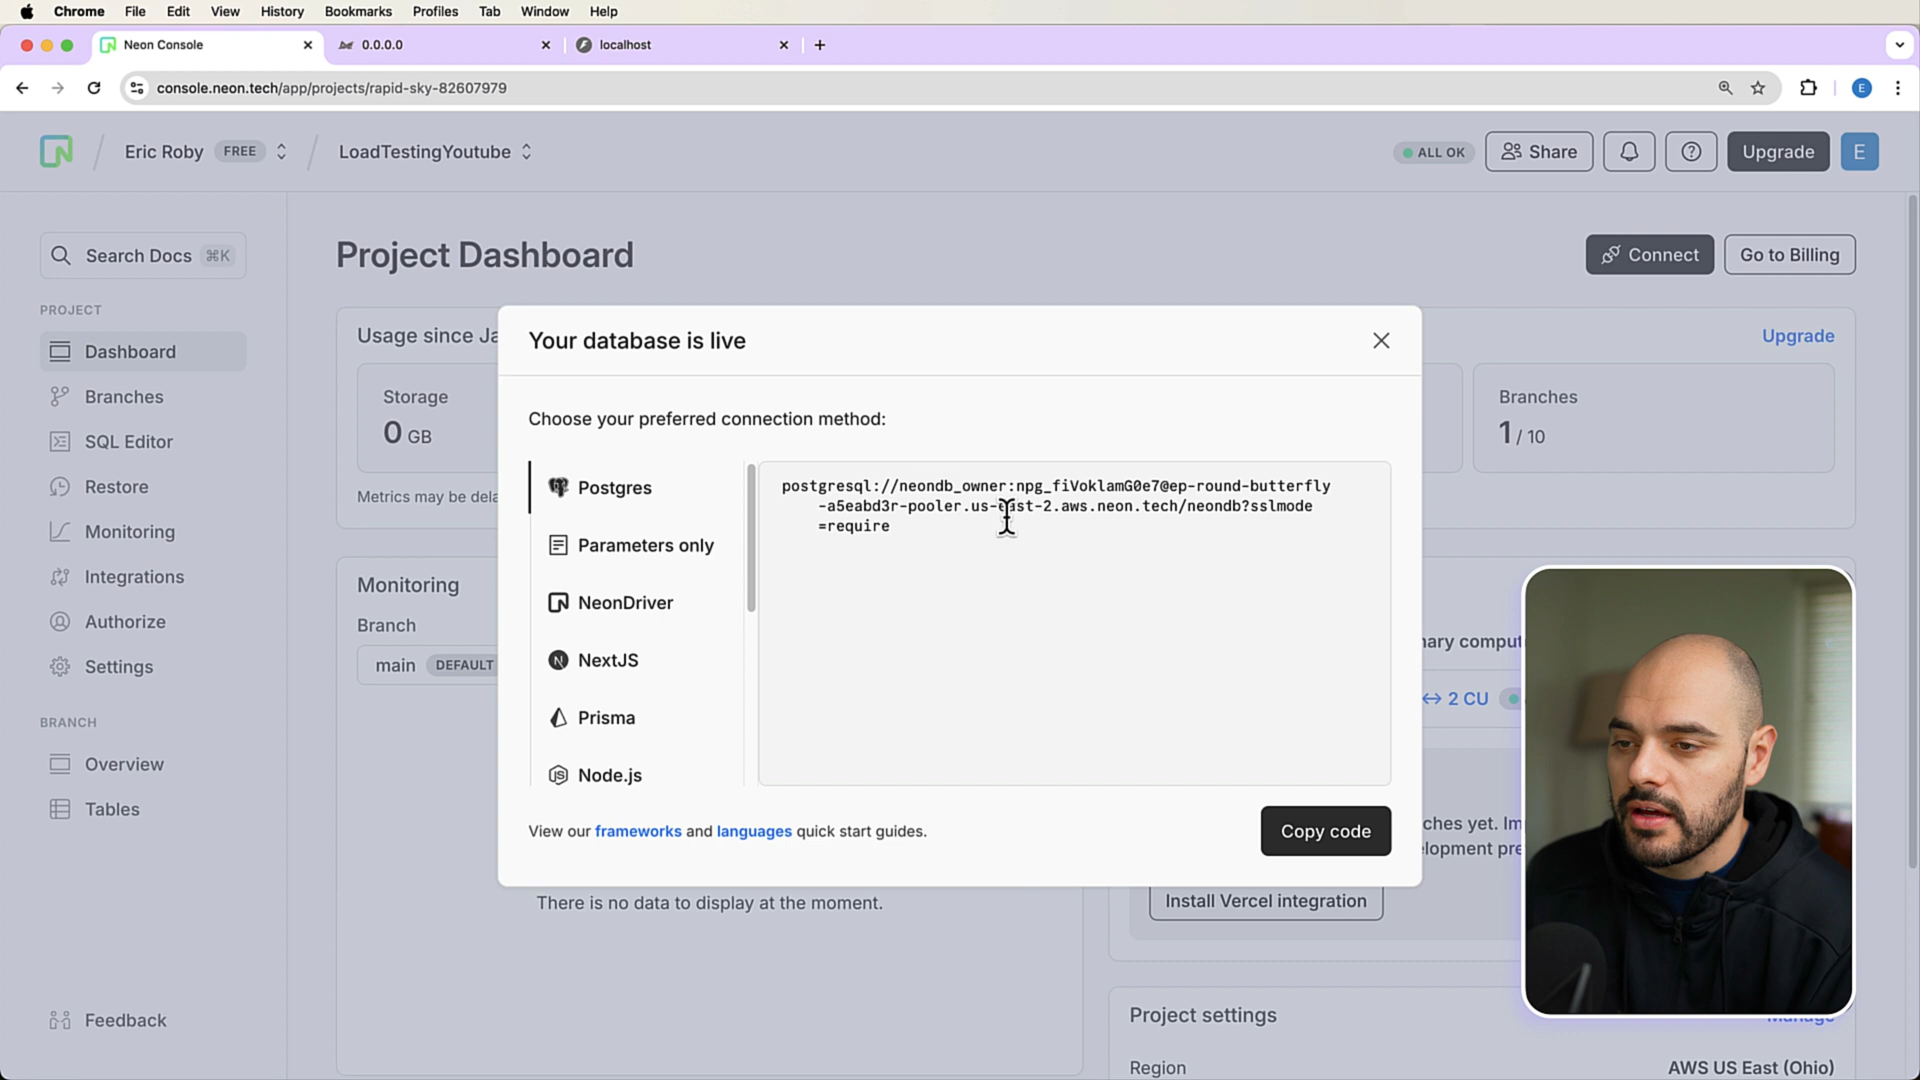 Chrome File Edit View History Bookmarks Profiles Tab Window Help
Neon Console 0.0.0.0 localhost
console.neon.tech/app/projects/rapid-sky-82607979 E
Eric Roby FREE LoadTestingYoutube ALL OK Share Upgrade E
Search Docs ⌘K
PROJECT
Dashboard
Branches
SQL Editor
Restore
Monitoring
Integrations
Authorize
Settings
BRANCH
Overview
Tables
Feedback
Project Dashboard
Connect Go to Billing
Usage since Ja
Upgrade
Storage
0 GB
Branches
1 / 10
Metrics may be dela
Monitoring
Branch
main DEFAULT
There is no data to display at the moment.
Your database is live
Choose your preferred connection method:
Postgres
Parameters only
NeonDriver
NextJS
Prisma
Node.js
postgresql://neondb_owner:npg_fiVoklamG0e7@ep-round-butterfly
-a5eabd3r-pooler.us-east-2.aws.neon.tech/neondb?sslmode
=require
View our frameworks and languages quick start guides.
Copy code
nary comput
↔ 2 CU
ches yet. Im
lopment pre
Install Vercel integration
Project settings
Manage
Region
AWS US East (Ohio)